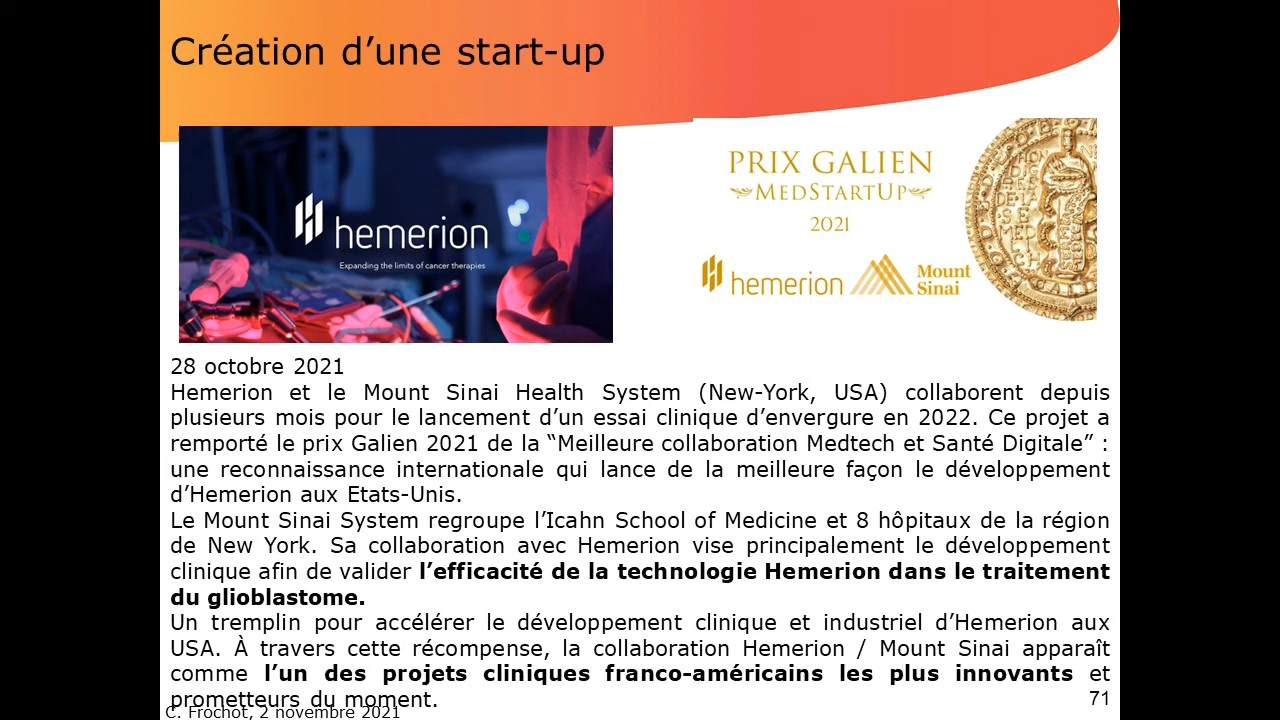 Création d’une start-up
hemerion
Expanding the limits of cancer therapies
PRIX GALIEN
MEDSTARTUP
2021
hemerion
Mount
Sinai
28 octobre 2021
Hemerion et le Mount Sinai Health System (New-York, USA) collaborent depuis
plusieurs mois pour le lancement d’un essai clinique d’envergure en 2022. Ce projet a
remporté le prix Galien 2021 de la “Meilleure collaboration Medtech et Santé Digitale” :
une reconnaissance internationale qui lance de la meilleure façon le développement
d’Hemerion aux Etats-Unis.
Le Mount Sinai System regroupe l’Icahn School of Medicine et 8 hôpitaux de la région
de New York. Sa collaboration avec Hemerion vise principalement le développement
clinique afin de valider l’efficacité de la technologie Hemerion dans le traitement
du glioblastome.
Un tremplin pour accélérer le développement clinique et industriel d’Hemerion aux
USA. À travers cette récompense, la collaboration Hemerion / Mount Sinai apparaît
comme l’un des projets cliniques franco-américains les plus innovants et
prometteurs du moment.
71
C. Frochot, 2 novembre 2021